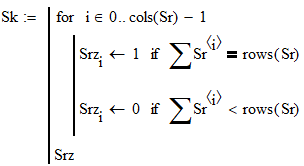 Sk := for i ∈ 0.. cols(Sr) − 1
Srz_i ← 1 if ∑Sr^⟨i⟩ = rows(Sr)
Srz_i ← 0 if ∑Sr^⟨i⟩ < rows(Sr)
Srz